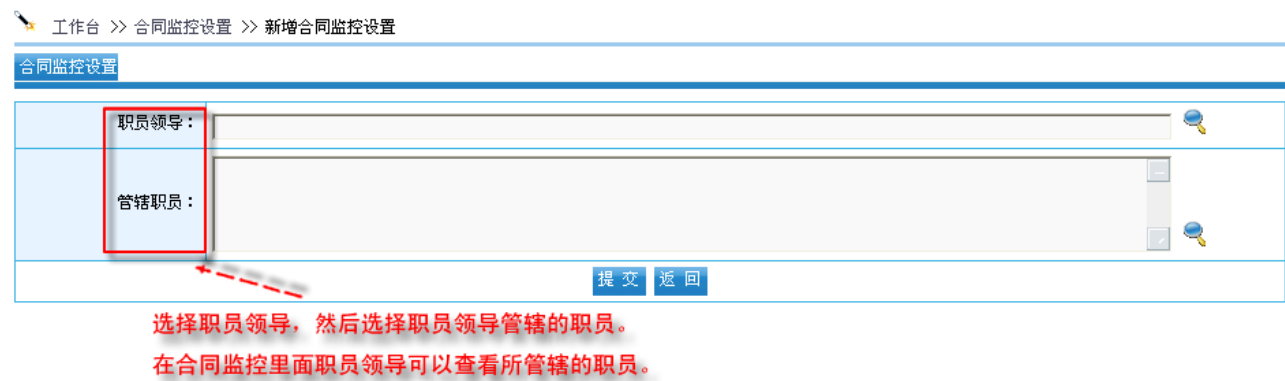 工作台 >> 合同监控设置 >> 新增合同监控设置
合同监控设置
职员领导：
管辖职员：
提 交 返 回
选择职员领导，然后选择职员领导管辖的职员。
在合同监控里面职员领导可以查看所管辖的职员。